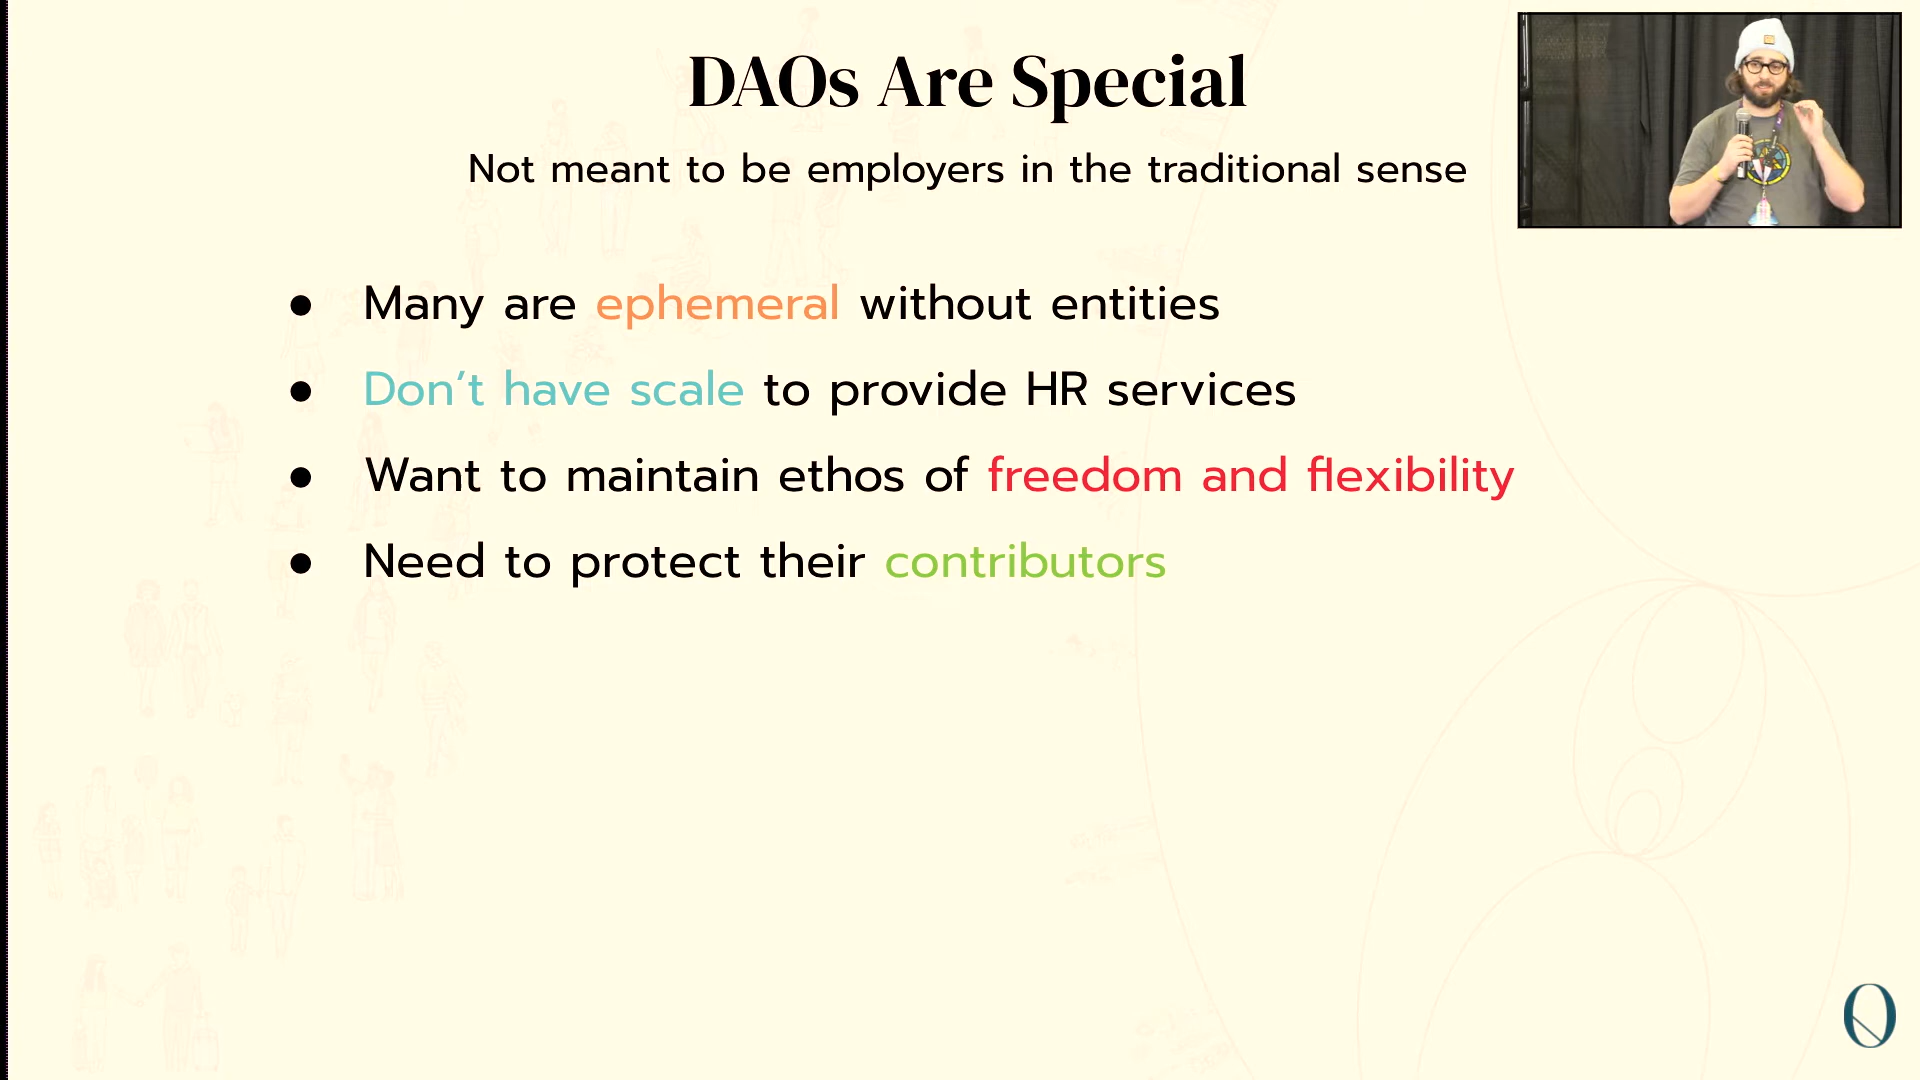 DAOs Are Special
Not meant to be employers in the traditional sense
● Many are ephemeral without entities
● Don’t have scale to provide HR services
● Want to maintain ethos of freedom and flexibility
● Need to protect their contributors